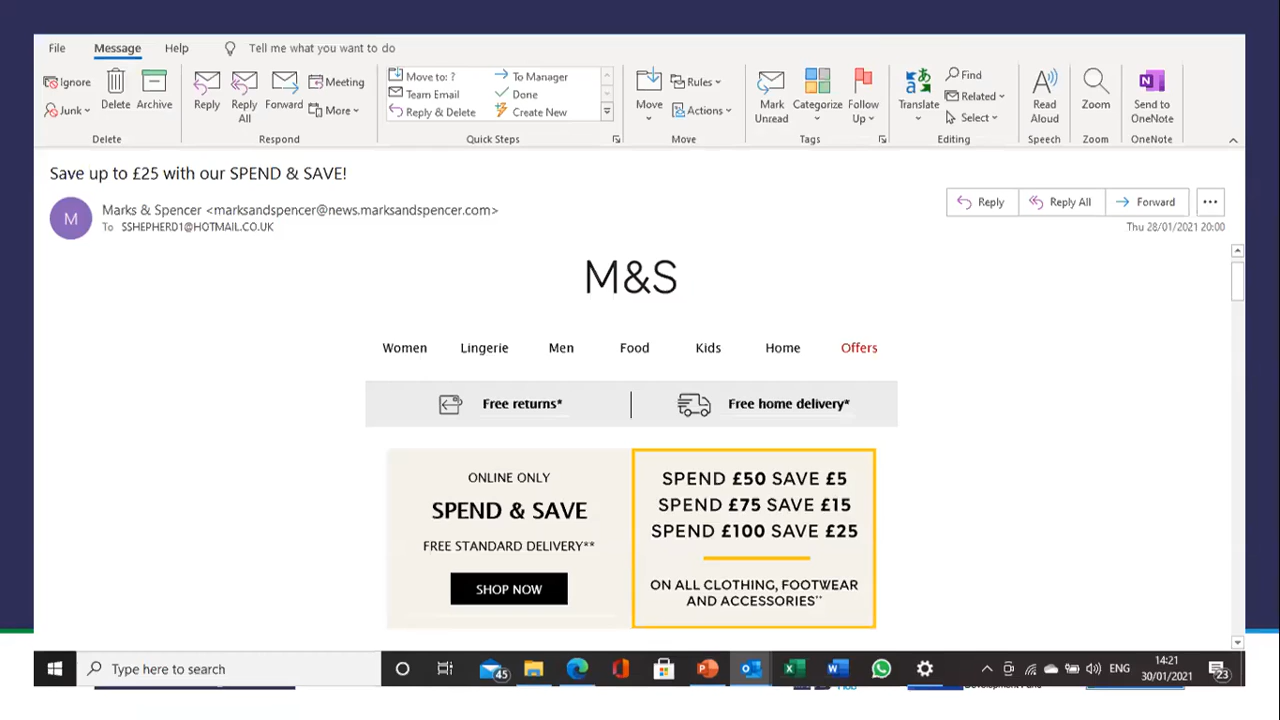 File Message Help Tell me what you want to do
Ignore
Junk
Delete
Archive
Delete
Reply
Reply All
Forward
Meeting
More
Respond
Move to: ?
Team Email
Reply & Delete
To Manager
Done
Create New
Quick Steps
Move
Rules
Actions
Move
Mark Unread
Categorize
Follow Up
Tags
Translate
Find
Related
Select
Editing
Read Aloud
Speech
Zoom
Zoom
Send to OneNote
OneNote
Save up to £25 with our SPEND & SAVE!
M
Marks & Spencer <marksandspencer@news.marksandspencer.com>
To SSHEPHERD1@HOTMAIL.CO.UK
Reply Reply All Forward
Thu 28/01/2021 20:00
M&S
Women Lingerie Men Food Kids Home Offers
Free returns* Free home delivery*
ONLINE ONLY
SPEND & SAVE
FREE STANDARD DELIVERY**
SHOP NOW
SPEND £50 SAVE £5
SPEND £75 SAVE £15
SPEND £100 SAVE £25
ON ALL CLOTHING, FOOTWEAR
AND ACCESSORIES˄˄
Type here to search
45
ENG
14:21
30/01/2021
23